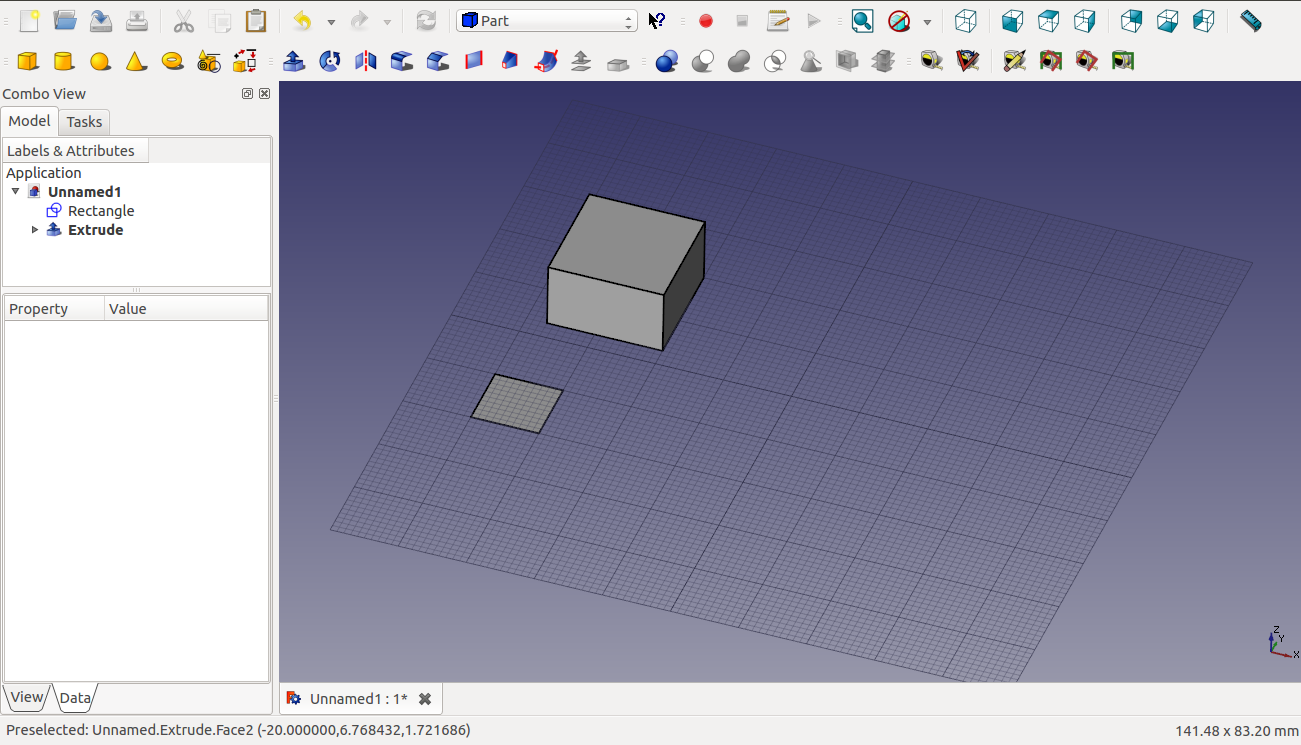 Part
Combo View
Model
Tasks
Labels & Attributes
Application
Unnamed1
Rectangle
Extrude
Property
Value
Z
Y
X
View
Data
Unnamed1 : 1*
Preselected: Unnamed.Extrude.Face2 (-20.000000,6.768432,1.721686)
141.48 x 83.20 mm